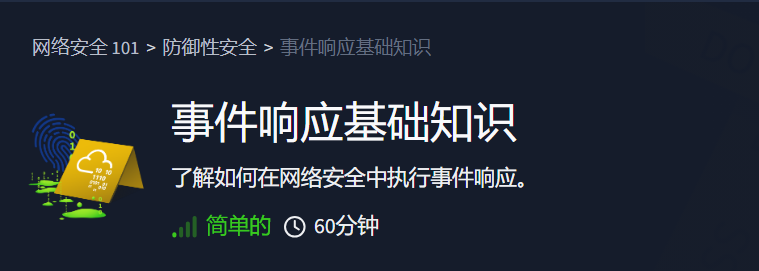 网络安全 101 > 防御性安全 > 事件响应基础知识
事件响应基础知识
了解如何在网络安全中执行事件响应。
简单的 60分钟